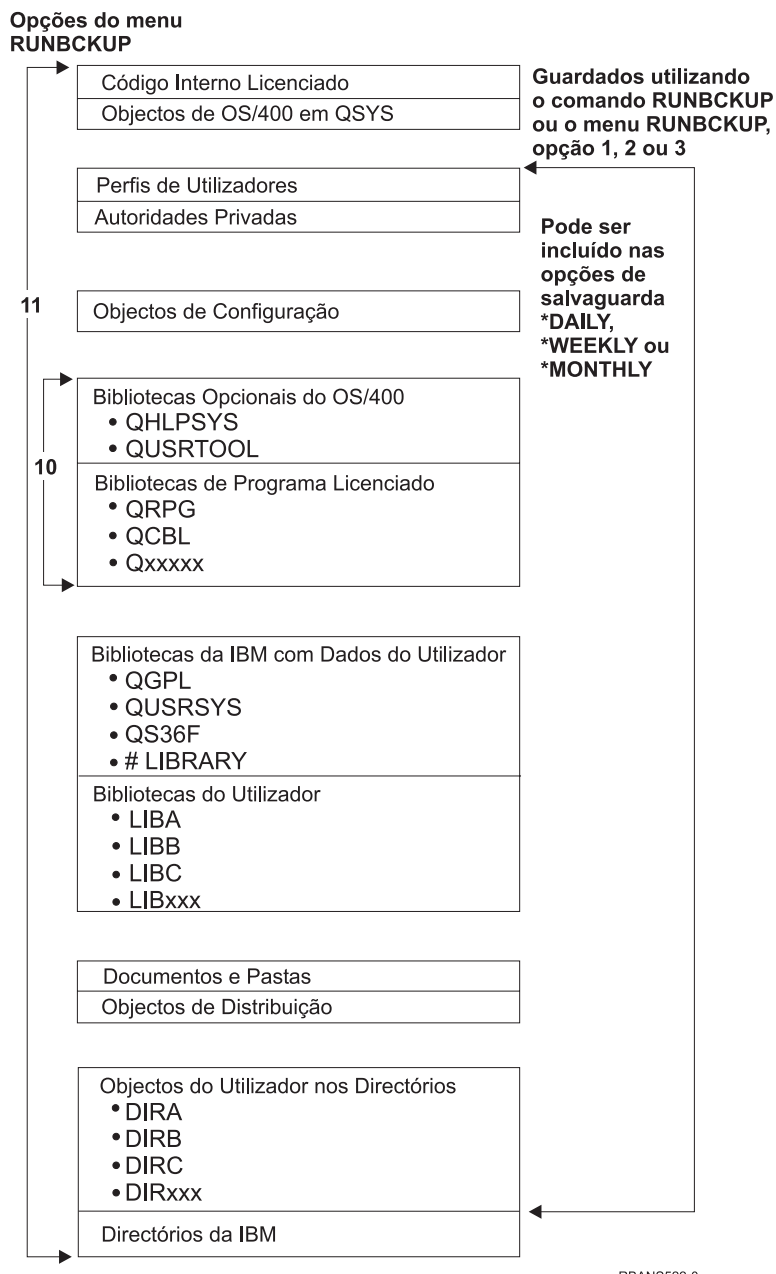 Opções do menu
RUNBCKUP
Código Interno Licenciado
Objectos de OS/400 em QSYS
Guardados utilizando
o comando RUNBCKUP
ou o menu RUNBCKUP,
opção 1, 2 ou 3
Perfis de Utilizadores
Autoridades Privadas
Pode ser
incluído nas
opções de
salvaguarda
*DAILY,
*WEEKLY ou
*MONTHLY
11
Objectos de Configuração
10
Bibliotecas Opcionais do OS/400
• QHLPSYS
• QUSRTOOL
Bibliotecas de Programa Licenciado
• QRPG
• QCBL
• Qxxxxx
Bibliotecas da IBM com Dados do Utilizador
• QGPL
• QUSRSYS
• QS36F
• # LIBRARY
Bibliotecas do Utilizador
• LIBA
• LIBB
• LIBC
• LIBxxx
Documentos e Pastas
Objectos de Distribuição
Objectos do Utilizador nos Directórios
• DIRA
• DIRB
• DIRC
• DIRxxx
Directórios da IBM